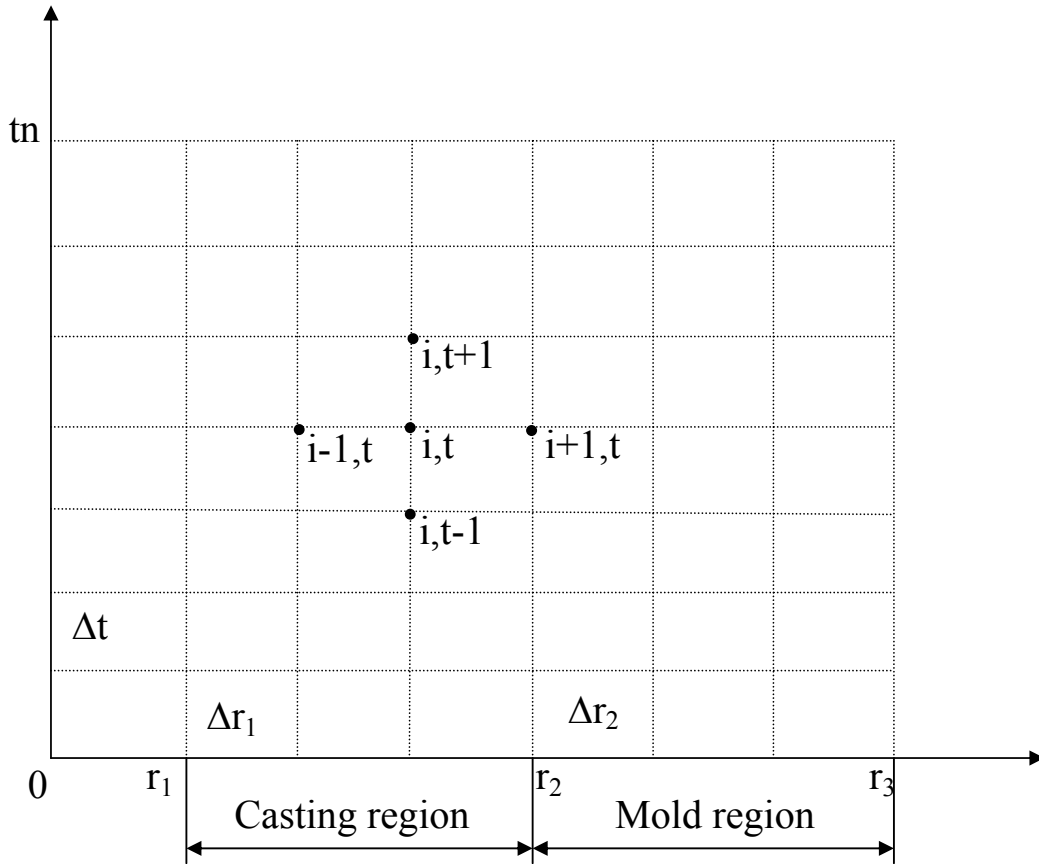 tn
i,t+1
i-1,t
i,t
i+1,t
i,t-1
Δt
Δr₁
Δr₂
0
r₁
r₂
r₃
Casting region
Mold region